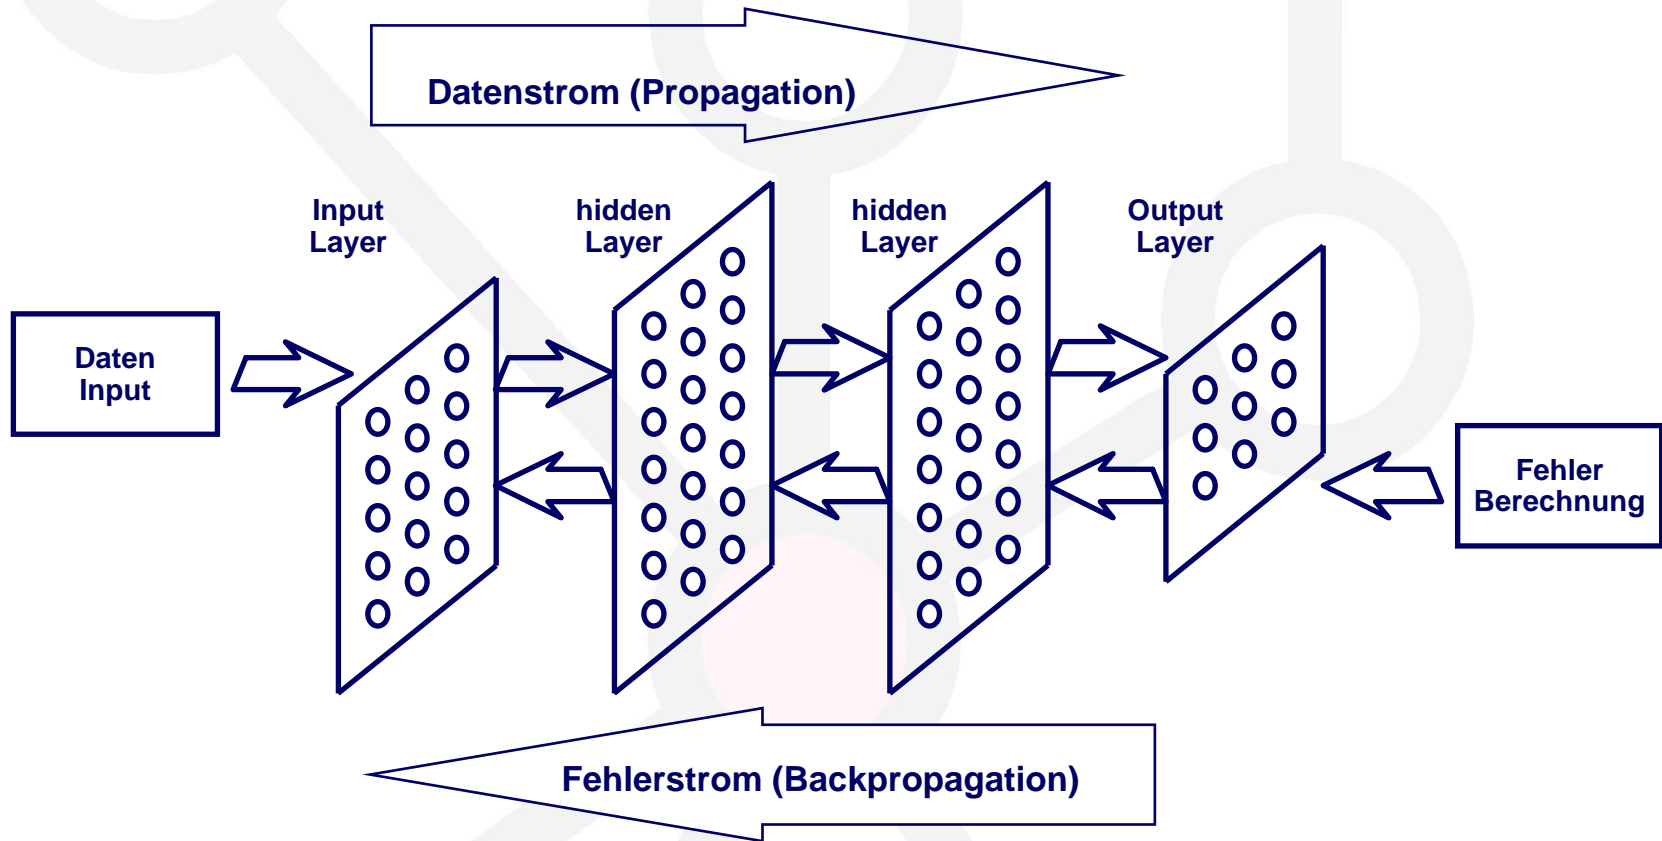 Datenstrom (Propagation)
Input
Layer
hidden
Layer
hidden
Layer
Output
Layer
Daten
Input
Fehler
Berechnung
Fehlerstrom (Backpropagation)